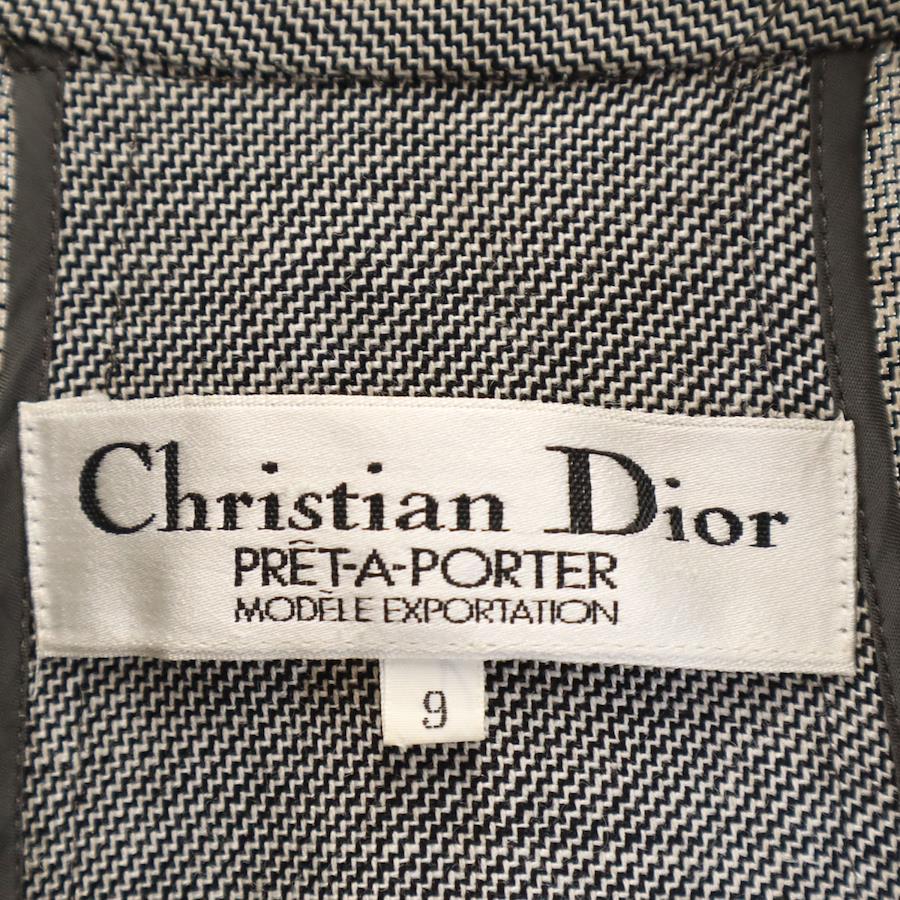 Christian Dior
PRÊT-A-PORTER
MODÈLE EXPORTATION
9